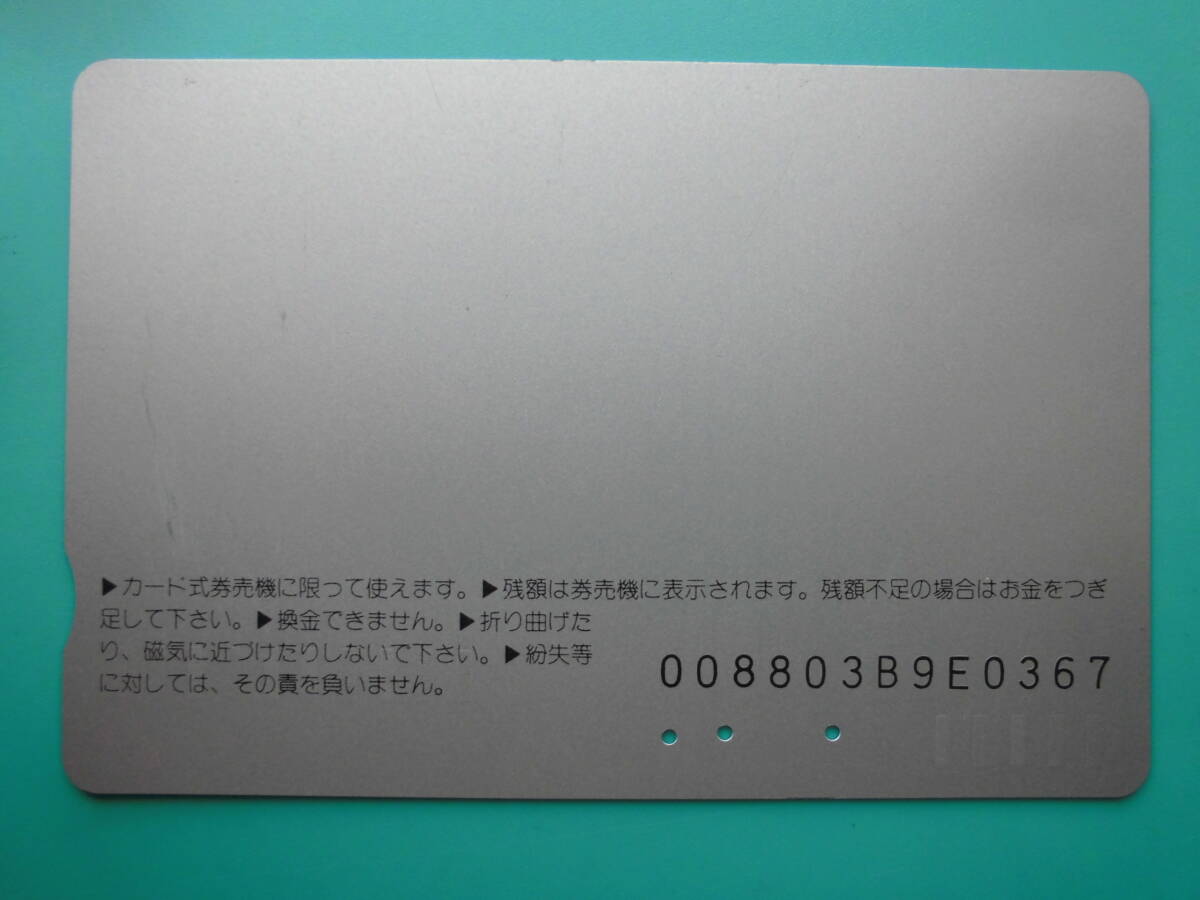 ▶カード式券売機に限って使えます。▶残額は券売機に表示されます。残額不足の場合はお金をつぎ
足して下さい。▶換金できません。▶折り曲げた
り、磁気に近づけたりしないで下さい。▶紛失等
に対しては、その責を負いません。
008803B9E0367